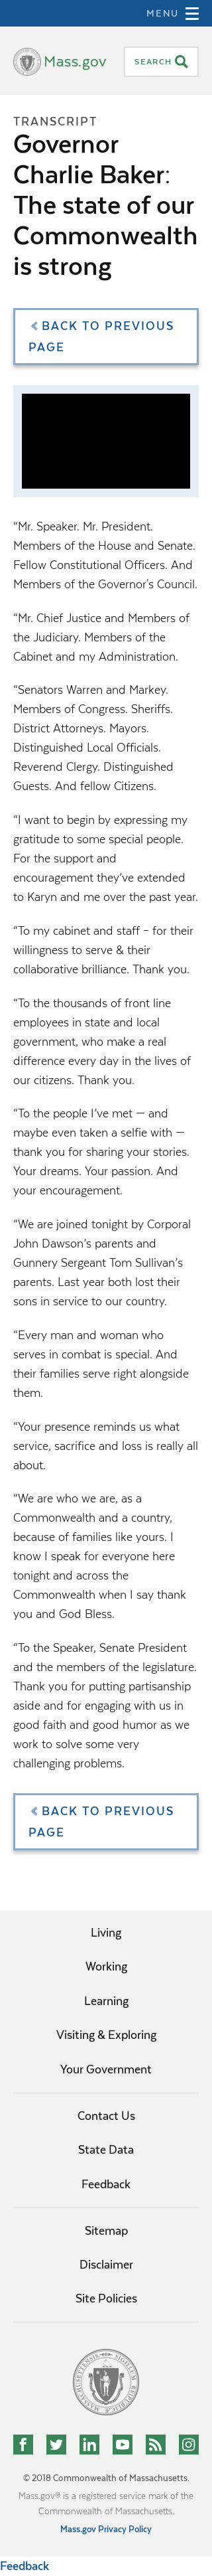 MENU
Mass.gov
SEARCH
TRANSCRIPT
Governor
Charlie Baker:
The state of our
Commonwealth
is strong
BACK TO PREVIOUS
PAGE
“Mr. Speaker. Mr. President.
Members of the House and Senate.
Fellow Constitutional Officers. And
Members of the Governor's Council.
“Mr. Chief Justice and Members of
the Judiciary. Members of the
Cabinet and my Administration.
“Senators Warren and Markey.
Members of Congress. Sheriffs.
District Attorneys. Mayors.
Distinguished Local Officials.
Reverend Clergy. Distinguished
Guests. And fellow Citizens.
“I want to begin by expressing my
gratitude to some special people.
For the support and
encouragement they’ve extended
to Karyn and me over the past year.
“To my cabinet and staff – for their
willingness to serve & their
collaborative brilliance. Thank you.
“To the thousands of front line
employees in state and local
government, who make a real
difference every day in the lives of
our citizens. Thank you.
“To the people I’ve met — and
maybe even taken a selfie with —
thank you for sharing your stories.
Your dreams. Your passion. And
your encouragement.
“We are joined tonight by Corporal
John Dawson’s parents and
Gunnery Sergeant Tom Sullivan’s
parents. Last year both lost their
sons in service to our country.
“Every man and woman who
serves in combat is special. And
their families serve right alongside
them.
“Your presence reminds us what
service, sacrifice and loss is really all
about.
“We are who we are, as a
Commonwealth and a country,
because of families like yours. I
know I speak for everyone here
tonight and across the
Commonwealth when I say thank
you and God Bless.
“To the Speaker, Senate President
and the members of the legislature.
Thank you for putting partisanship
aside and for engaging with us in
good faith and good humor as we
work to solve some very
challenging problems.
BACK TO PREVIOUS
PAGE
Living
Working
Learning
Visiting & Exploring
Your Government
Contact Us
State Data
Feedback
Sitemap
Disclaimer
Site Policies
© 2018 Commonwealth of Massachusetts.
Mass.gov® is a registered service mark of the
Commonwealth of Massachusetts.
Mass.gov Privacy Policy
Feedback